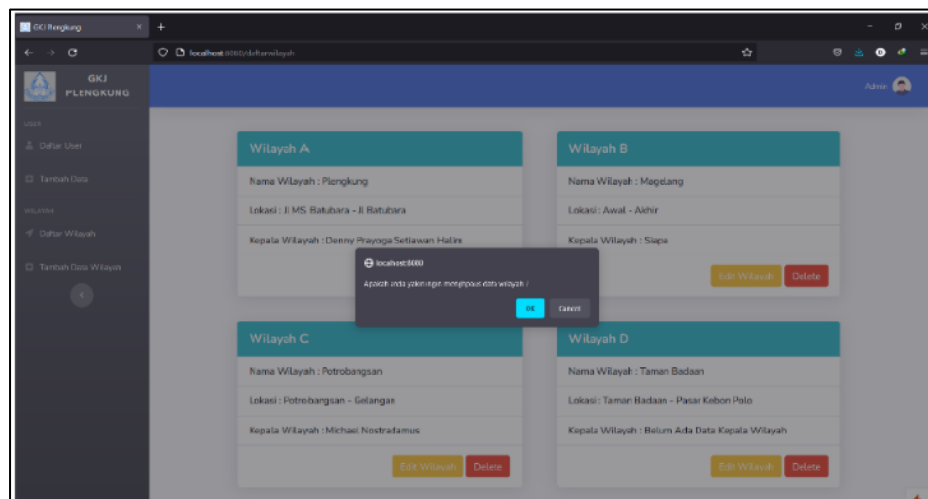 GKJ Plengkung
localhost:8080/daftarwilayah
GKJ
PLENGKUNG
Admin
USER
Daftar User
Tambah Data
WILAYAH
Daftar Wilayah
Tambah Data Wilayah
Wilayah A
Nama Wilayah : Plengkung
Lokasi : Jl MS. Batubara - Jl Batubara
Kepala Wilayah : Denny Prayoga Setiawan Halim
Wilayah B
Nama Wilayah : Magelang
Lokasi : Awal - Akhir
Kepala Wilayah : Siapa
Edit Wilayah Delete
localhost:8080
Apakah anda yakin ingin menghapus data wilayah ?
OK Cancel
Wilayah C
Nama Wilayah : Potrobangsan
Lokasi : Potrobangsan - Gelangan
Kepala Wilayah : Michael Nostradamus
Edit Wilayah Delete
Wilayah D
Nama Wilayah : Taman Badaan
Lokasi : Taman Badaan - Pasar Kebon Polo
Kepala Wilayah : Belum Ada Data Kepala Wilayah
Edit Wilayah Delete